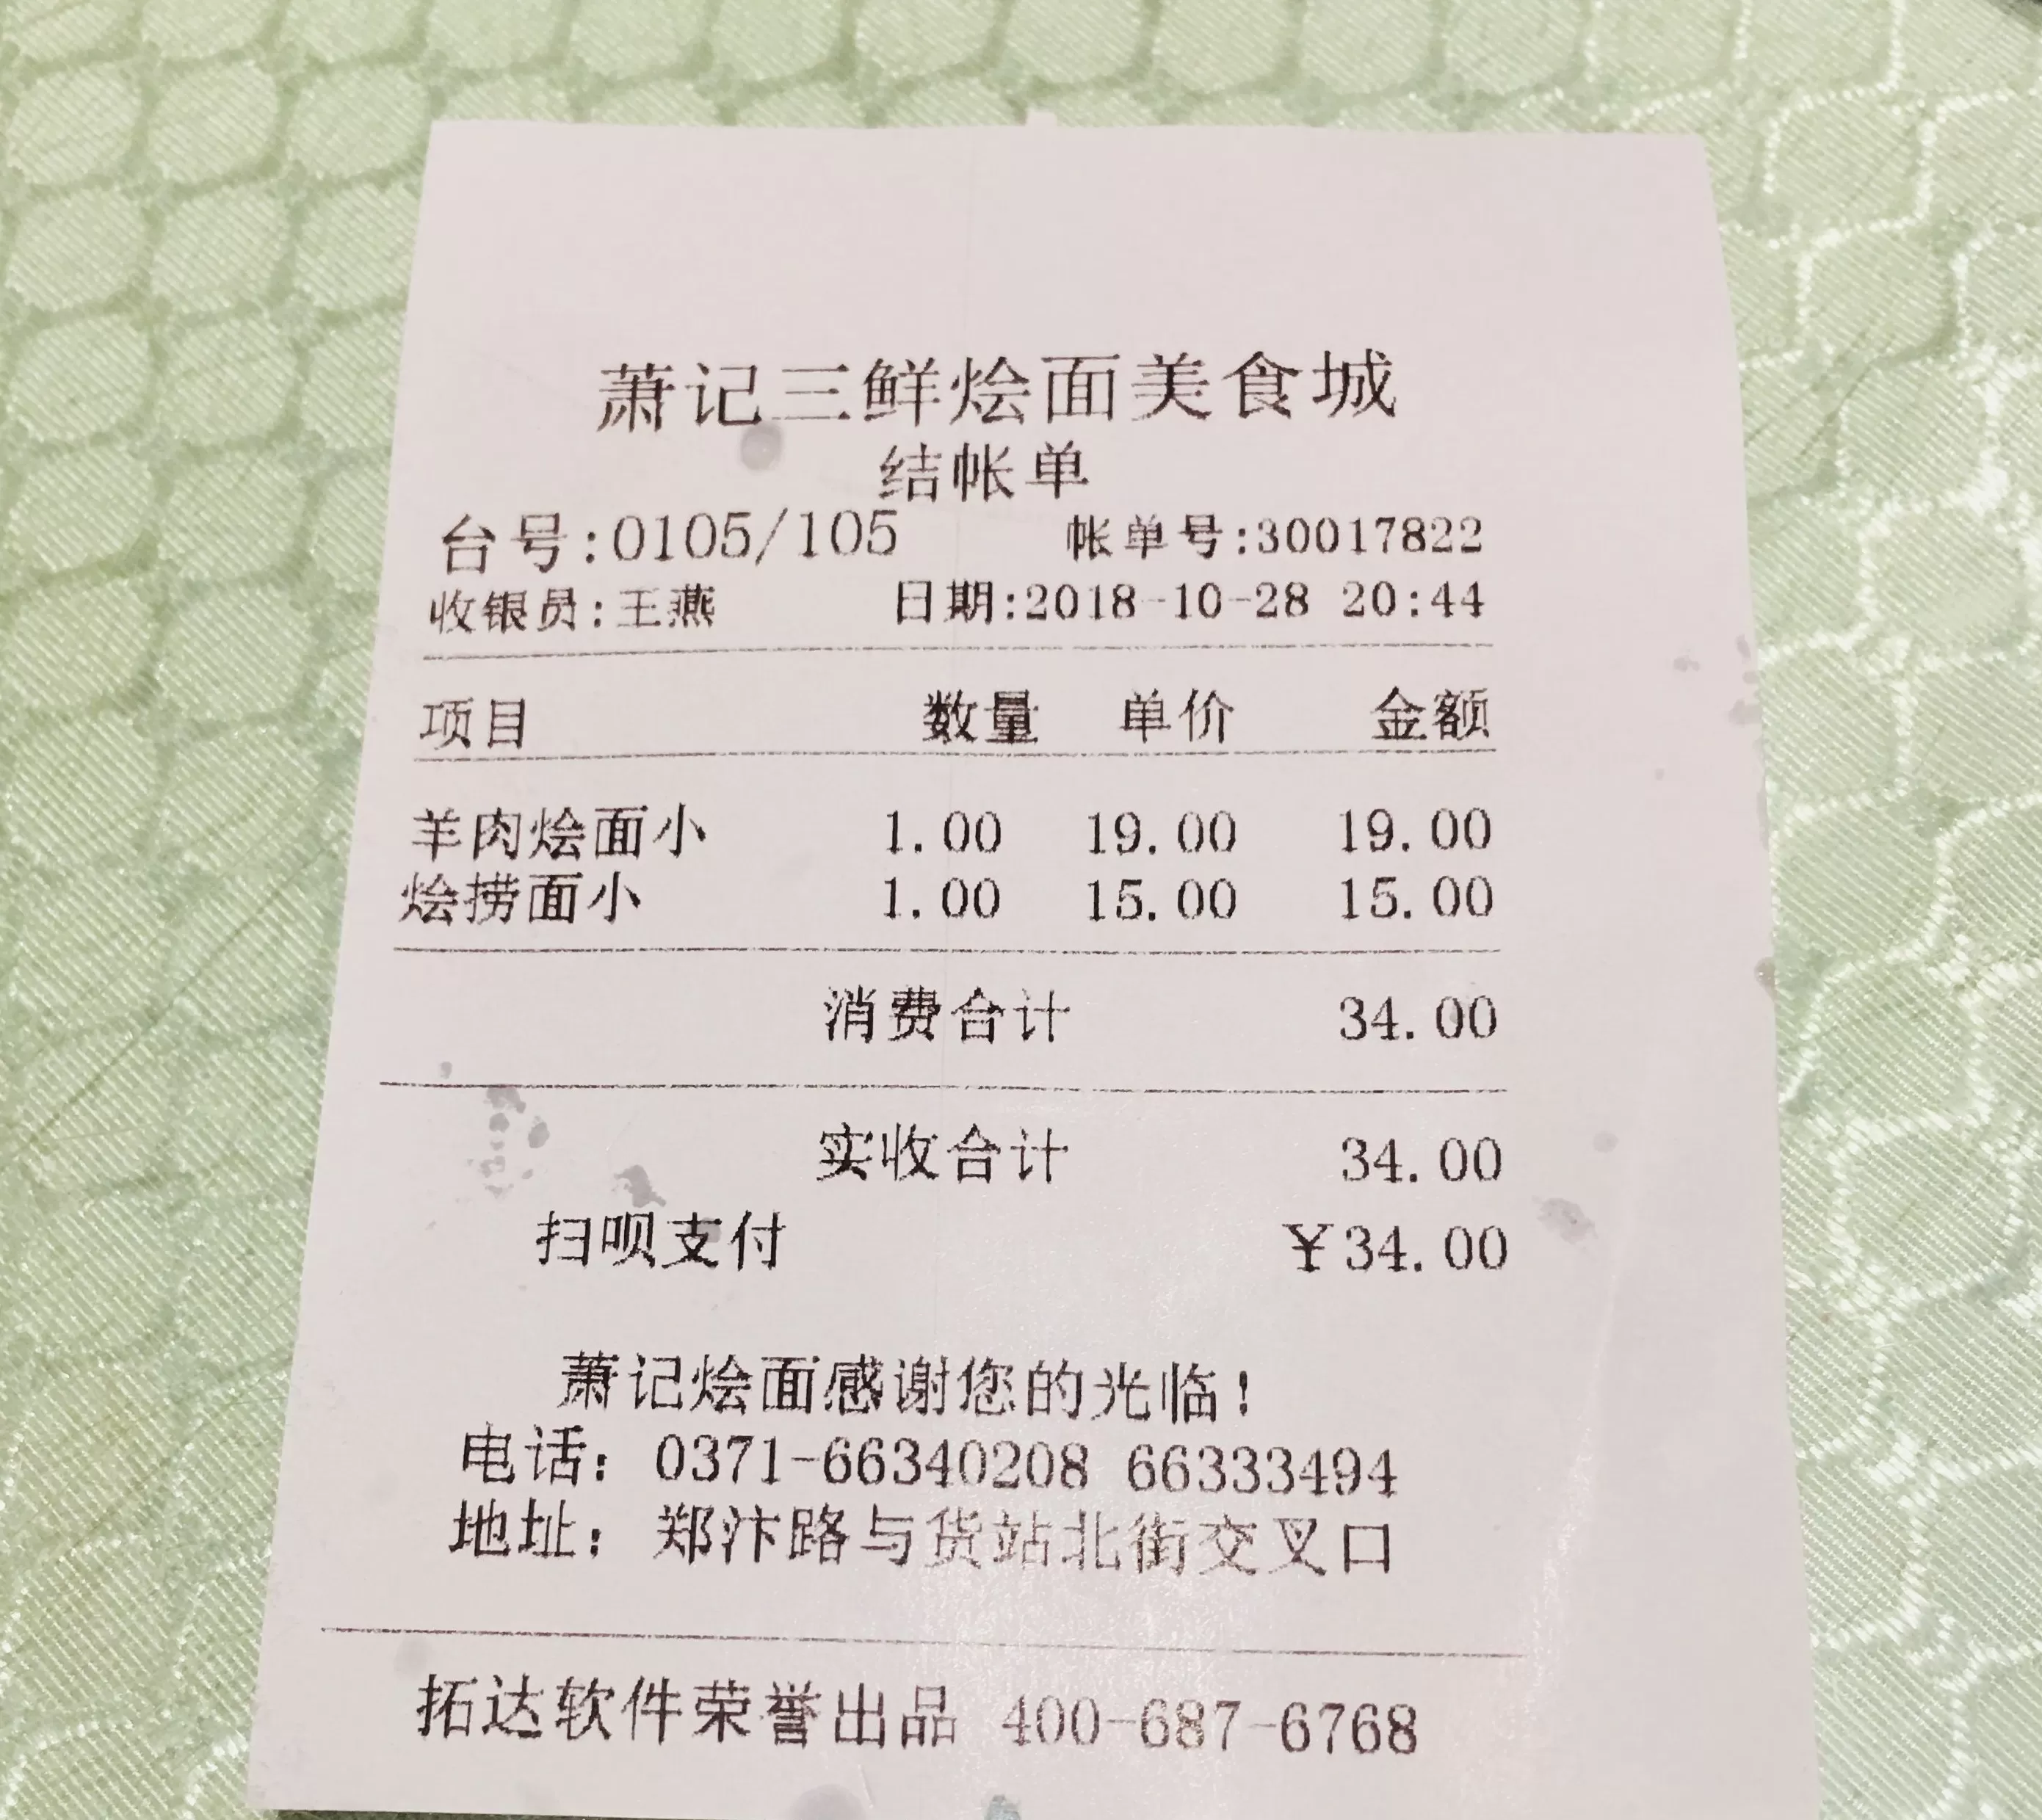 萧记三鲜烩面美食城
结帐单
台号:0105/105 帐单号:30017822
收银员:王燕 日期:2018-10-28 20:44
项目 数量 单价 金额
羊肉烩面小 1.00 19.00 19.00
烩捞面小 1.00 15.00 15.00
消费合计 34.00
实收合计 34.00
扫呗支付 ¥34.00
萧记烩面感谢您的光临!
电话: 0371-66340208 66333494
地址: 郑汴路与货站北街交叉口
拓达软件荣誉出品 400-687-6768